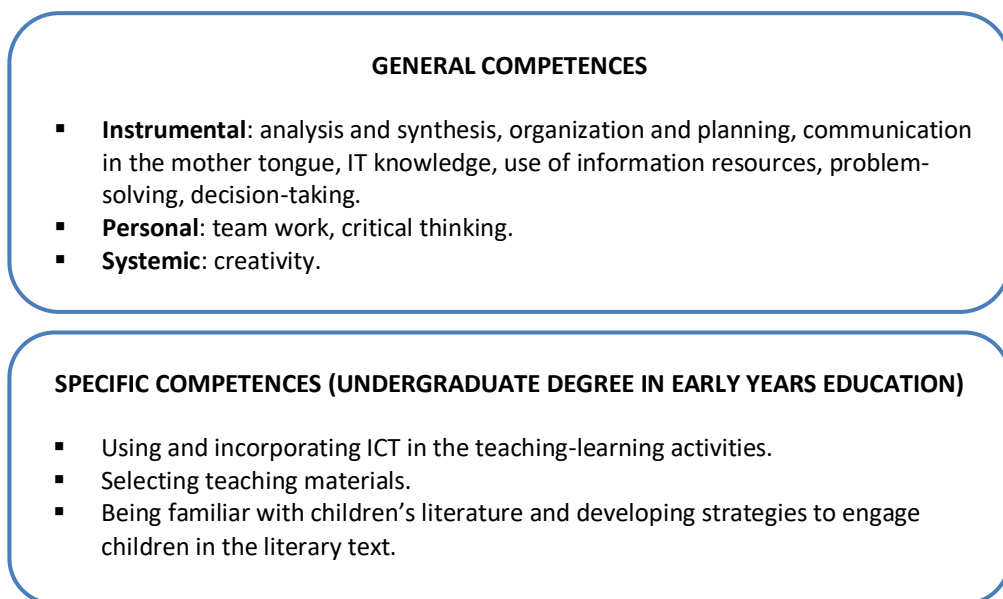 GENERAL COMPETENCES
▪ Instrumental: analysis and synthesis, organization and planning, communication
in the mother tongue, IT knowledge, use of information resources, problem-
solving, decision-taking.
▪ Personal: team work, critical thinking.
▪ Systemic: creativity.
SPECIFIC COMPETENCES (UNDERGRADUATE DEGREE IN EARLY YEARS EDUCATION)
▪ Using and incorporating ICT in the teaching-learning activities.
▪ Selecting teaching materials.
▪ Being familiar with children’s literature and developing strategies to engage
children in the literary text.